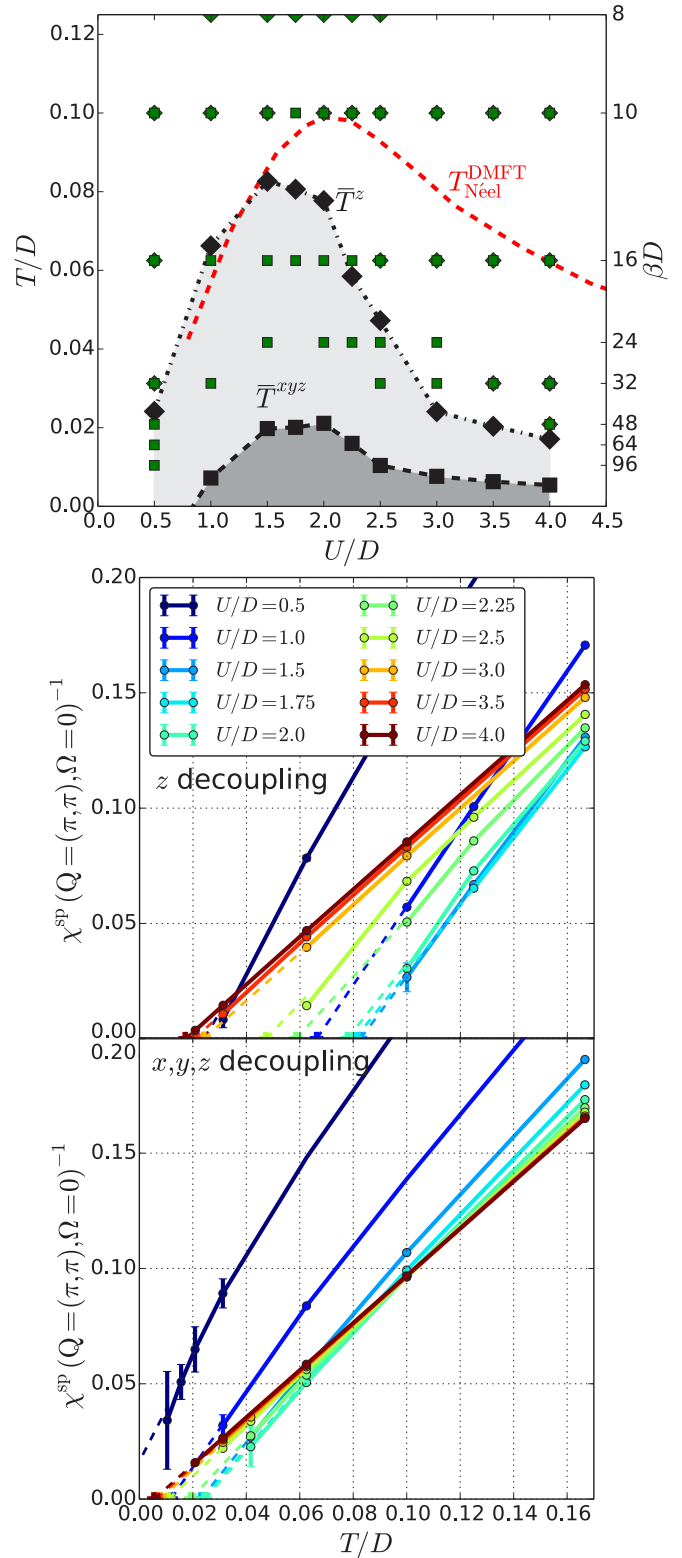 0.12
0.10
0.08
0.06
0.04
0.02
0.00
T/D
8
10
16
24
32
48
64
96
βD
T_Néel^DMFT
T̅^z
T̅^xyz
0.0 0.5 1.0 1.5 2.0 2.5 3.0 3.5 4.0 4.5
U/D
0.20
0.15
0.10
0.05
0.00
χ^sp(Q=(π,π),Ω=0)^−1
U/D=0.5
U/D=1.0
U/D=1.5
U/D=1.75
U/D=2.0
U/D=2.25
U/D=2.5
U/D=3.0
U/D=3.5
U/D=4.0
z decoupling
0.20
0.15
0.10
0.05
0.00
χ^sp(Q=(π,π),Ω=0)^−1
x,y,z decoupling
0.00 0.02 0.04 0.06 0.08 0.10 0.12 0.14 0.16
T/D